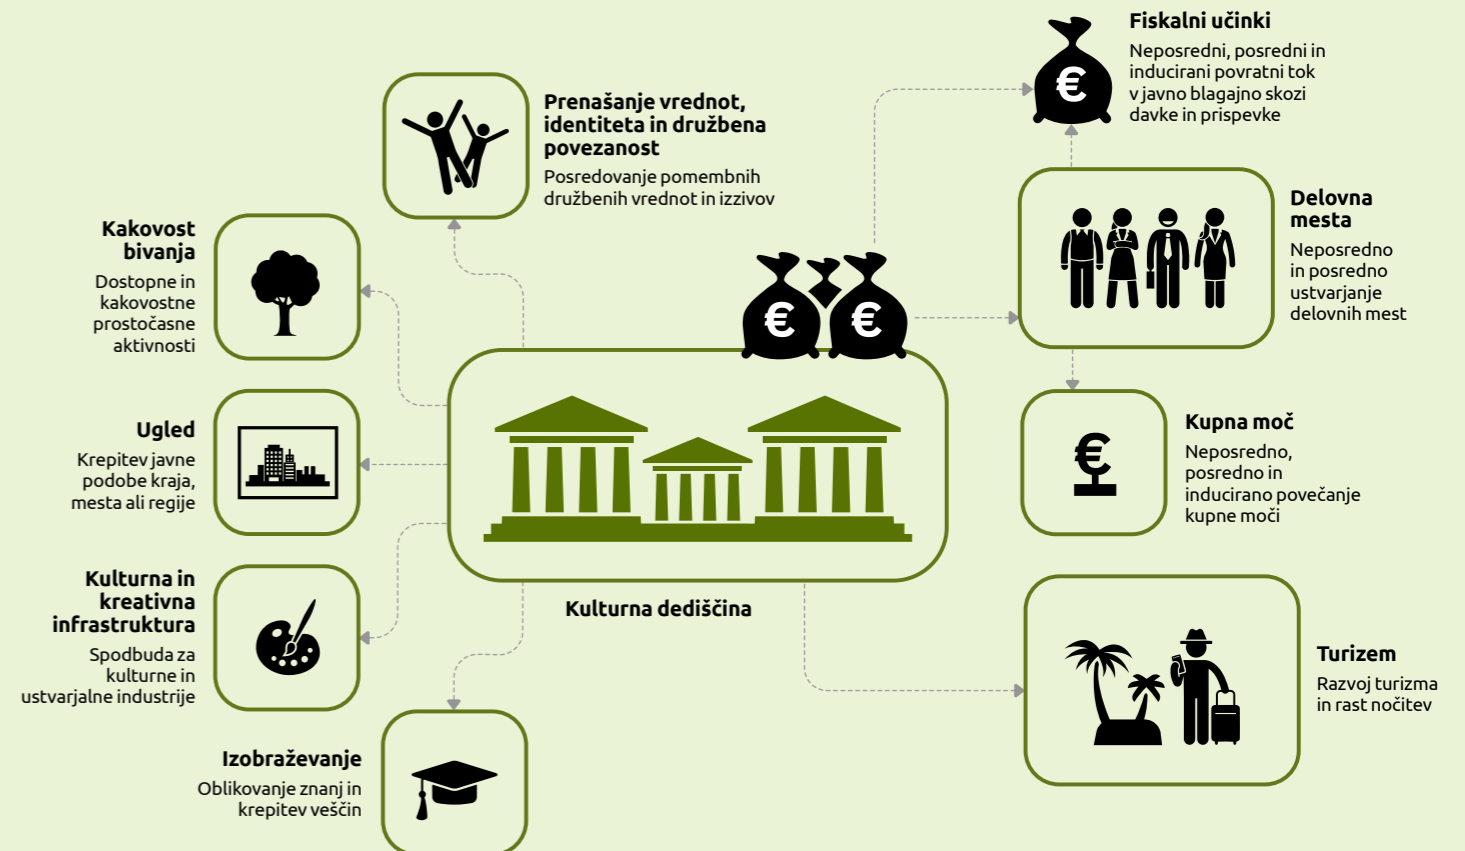 Fiskalni učinki
Neposredni, posredni in
inducirani povratni tok
v javno blagajno skozi
davke in prispevke
Prenašanje vrednot,
identiteta in družbena
povezanost
Posredovanje pomembnih
družbenih vrednot in izzivov
Delovna
mesta
Neposredno
in posredno
ustvarjanje
delovnih mest
Kakovost
bivanja
Dostopne in
kakovostne
prostočasne
aktivnosti
€
€
€
Ugled
Krepitev javne
podobe kraja,
mesta ali regije
€
Kupna moč
Neposredno,
posredno in
inducirano povečanje
kupne moči
Kulturna in
kreativna
infrastruktura
Spodbuda za
kulturne in
ustvarjalne industrije
Kulturna dediščina
Turizem
Razvoj turizma
in rast nočitev
Izobraževanje
Oblikovanje znanj in
krepitev veščin